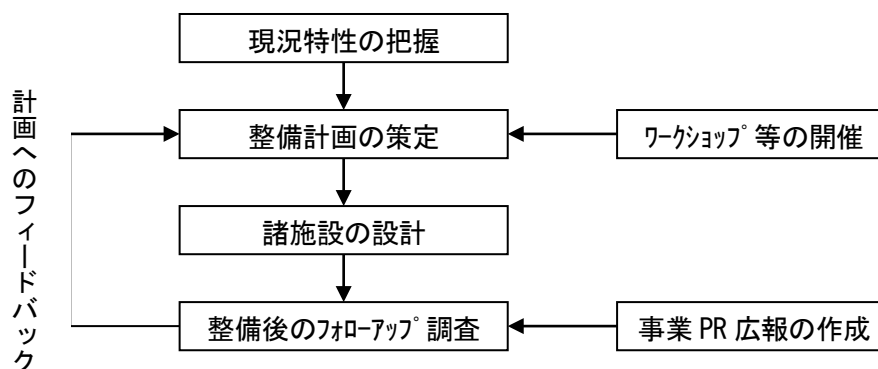 現況特性の把握
整備計画の策定
ﾜｰｸｼｮｯﾌﾟ等の開催
諸施設の設計
整備後のﾌｫﾛｰｱｯﾌﾟ調査
事業 PR 広報の作成
計画へのフィードバック